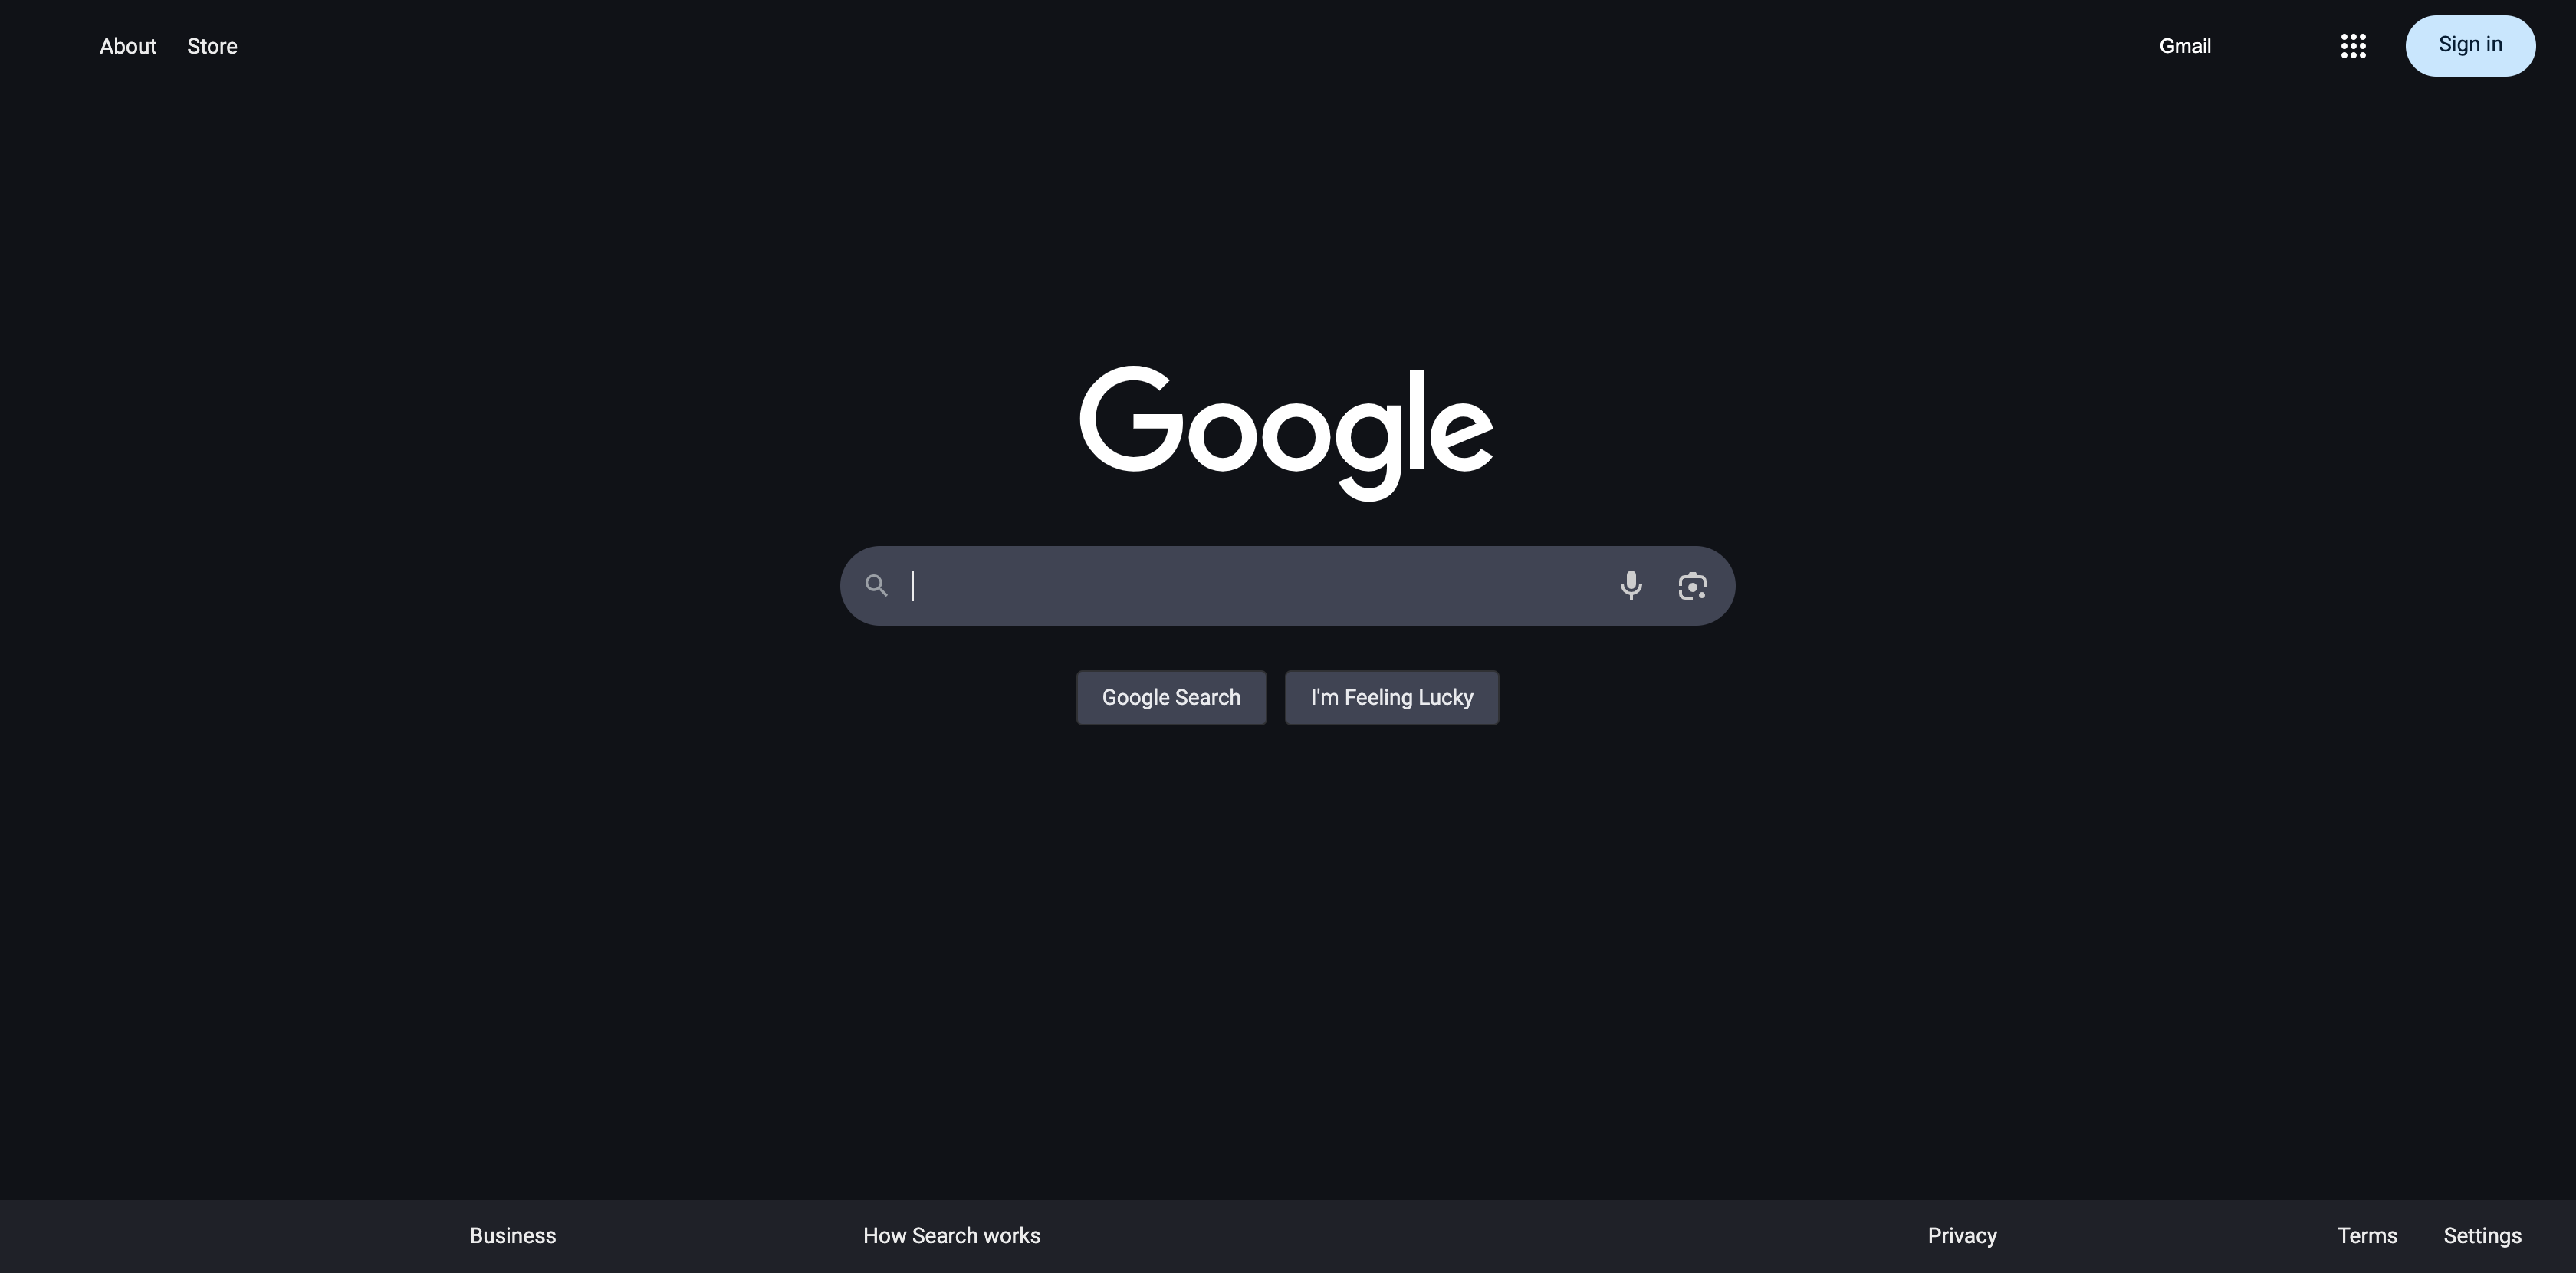 About Store Gmail Sign in
Google
Google Search I'm Feeling Lucky
Business How Search works Privacy Terms Settings